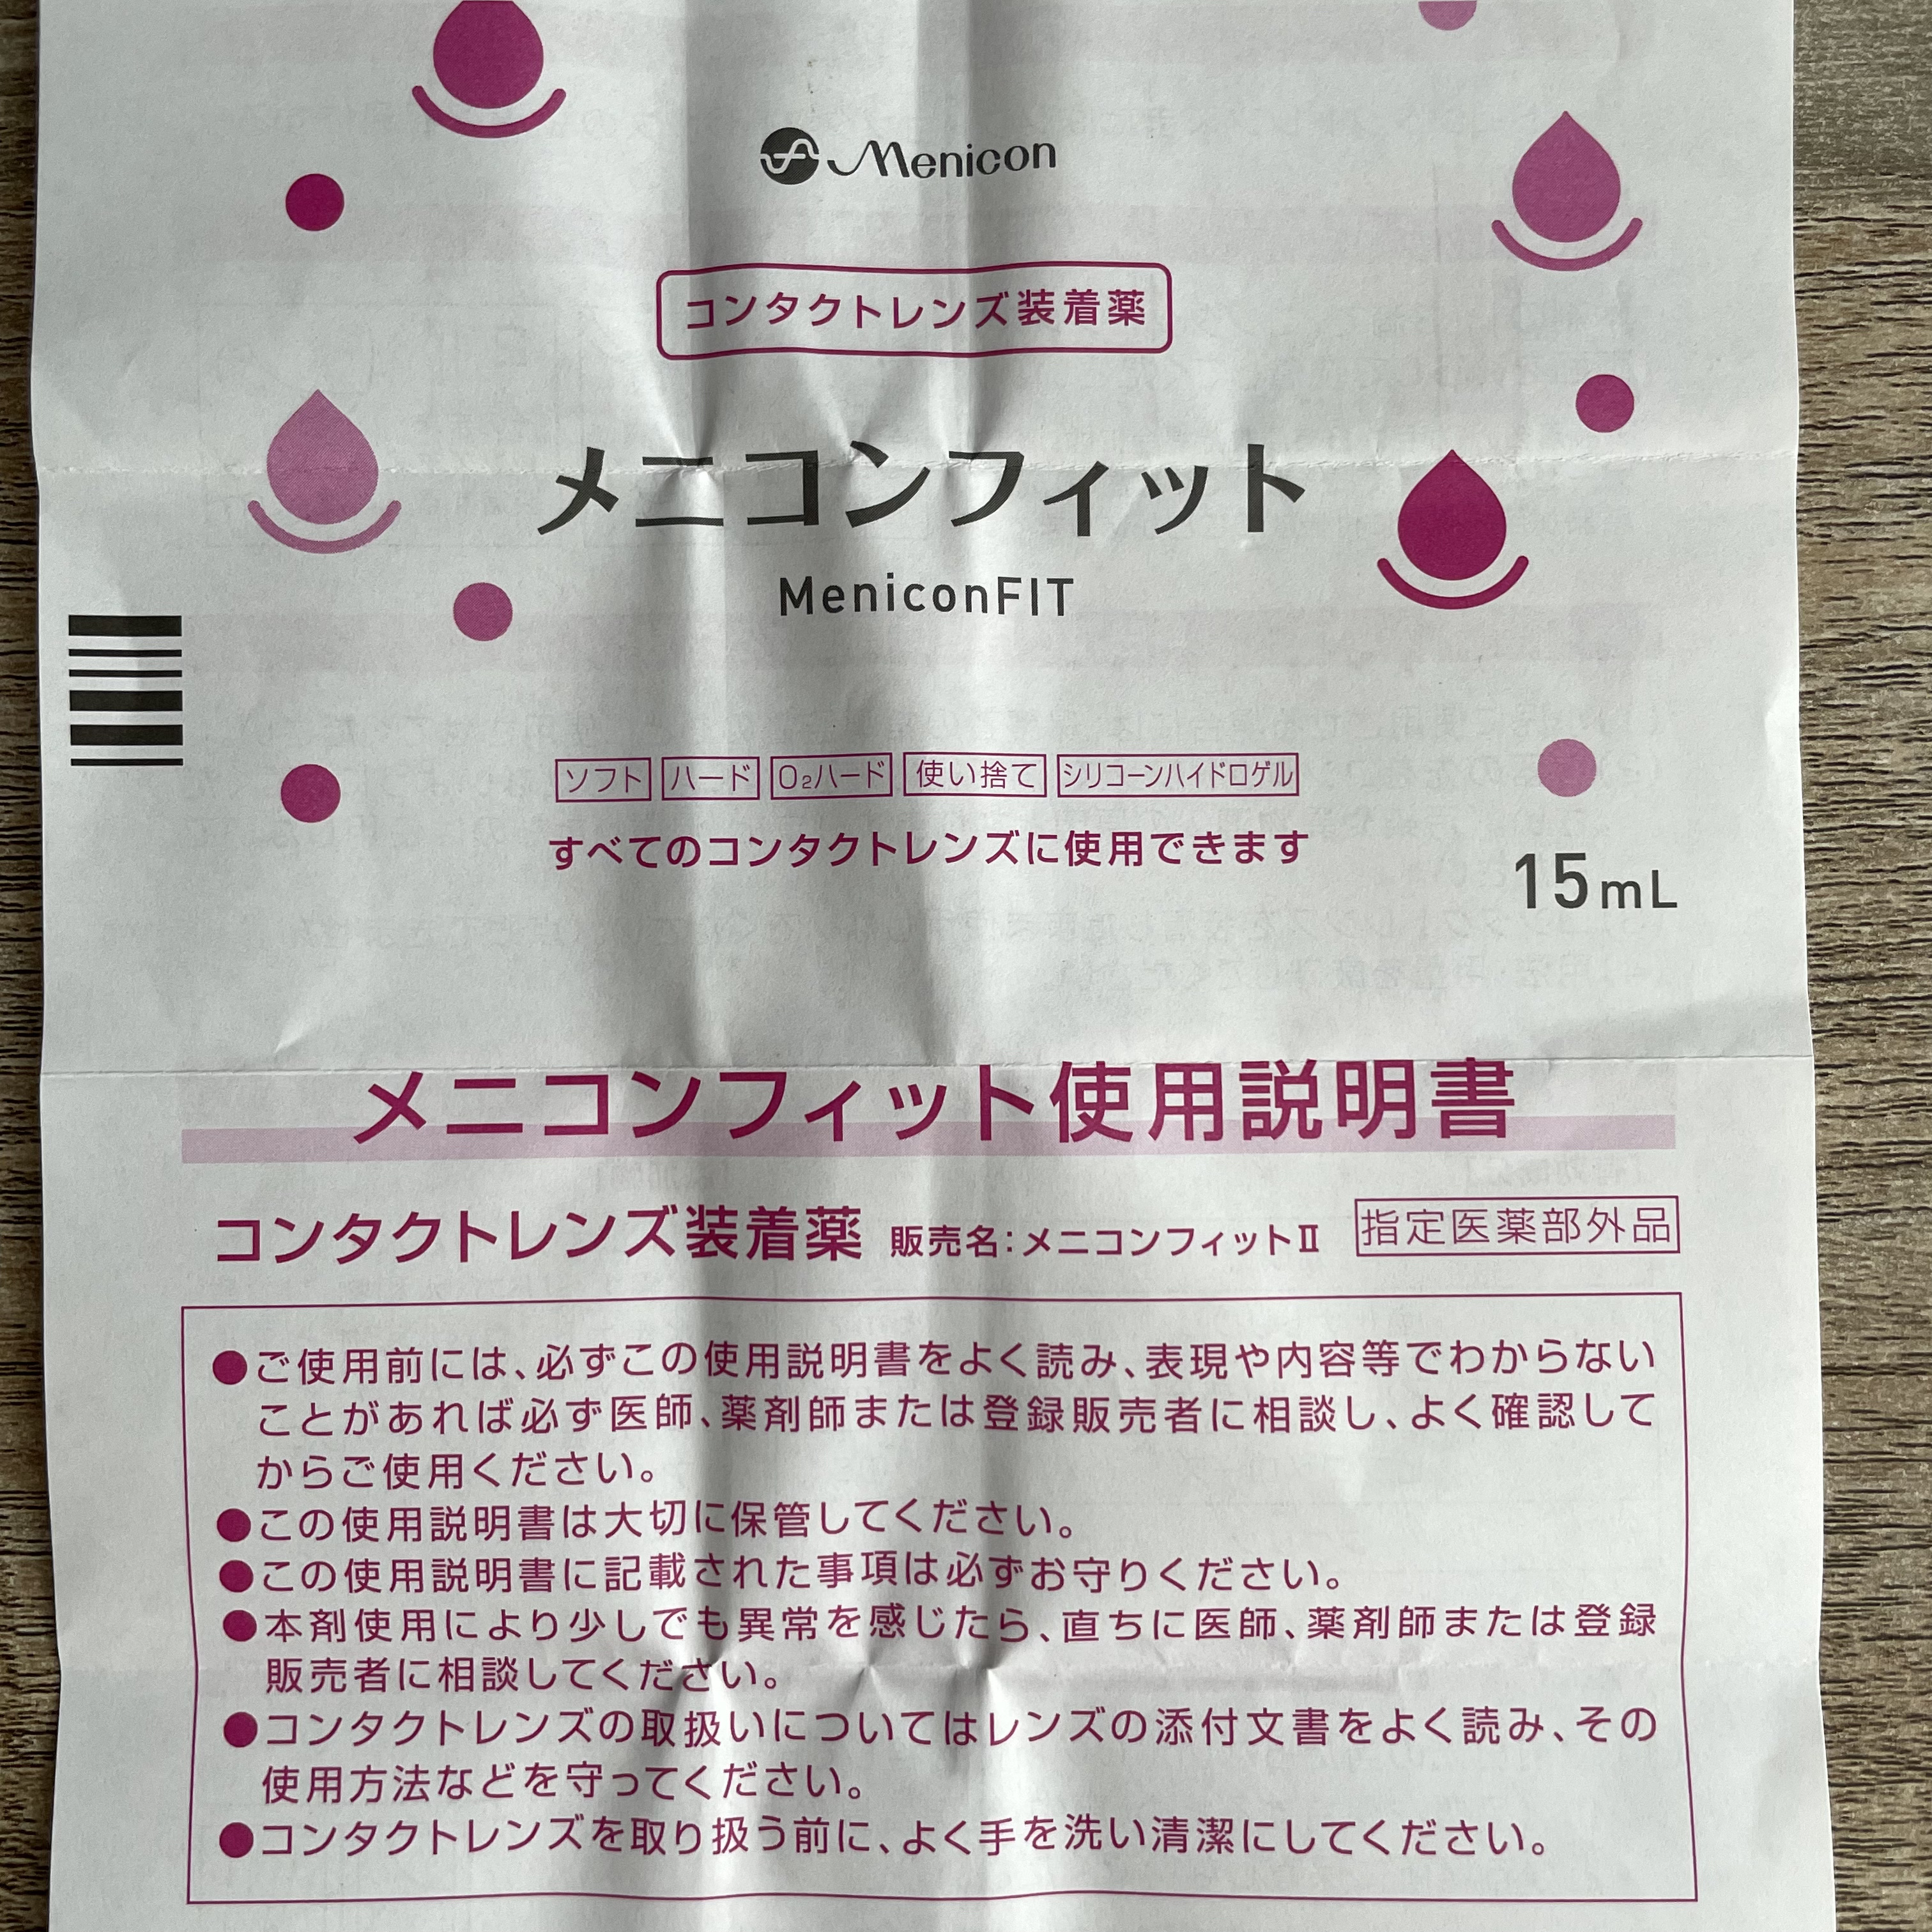 Menicon
コンタクトレンズ装着薬
メニコンフィット
MeniconFIT
ソフト ハード O₂ハード 使い捨て シリコーンハイドロゲル
すべてのコンタクトレンズに使用できます
15mL
メニコンフィット使用説明書
コンタクトレンズ装着薬 販売名：メニコンフィットⅡ 指定医薬部外品
●ご使用前には、必ずこの使用説明書をよく読み、表現や内容等でわからない
ことがあれば必ず医師、薬剤師または登録販売者に相談し、よく確認して
からご使用ください。
●この使用説明書は大切に保管してください。
●この使用説明書に記載された事項は必ずお守りください。
●本剤使用により少しでも異常を感じたら、直ちに医師、薬剤師または登録
販売者に相談してください。
●コンタクトレンズの取扱いについてはレンズの添付文書をよく読み、その
使用方法などを守ってください。
●コンタクトレンズを取り扱う前に、よく手を洗い清潔にしてください。